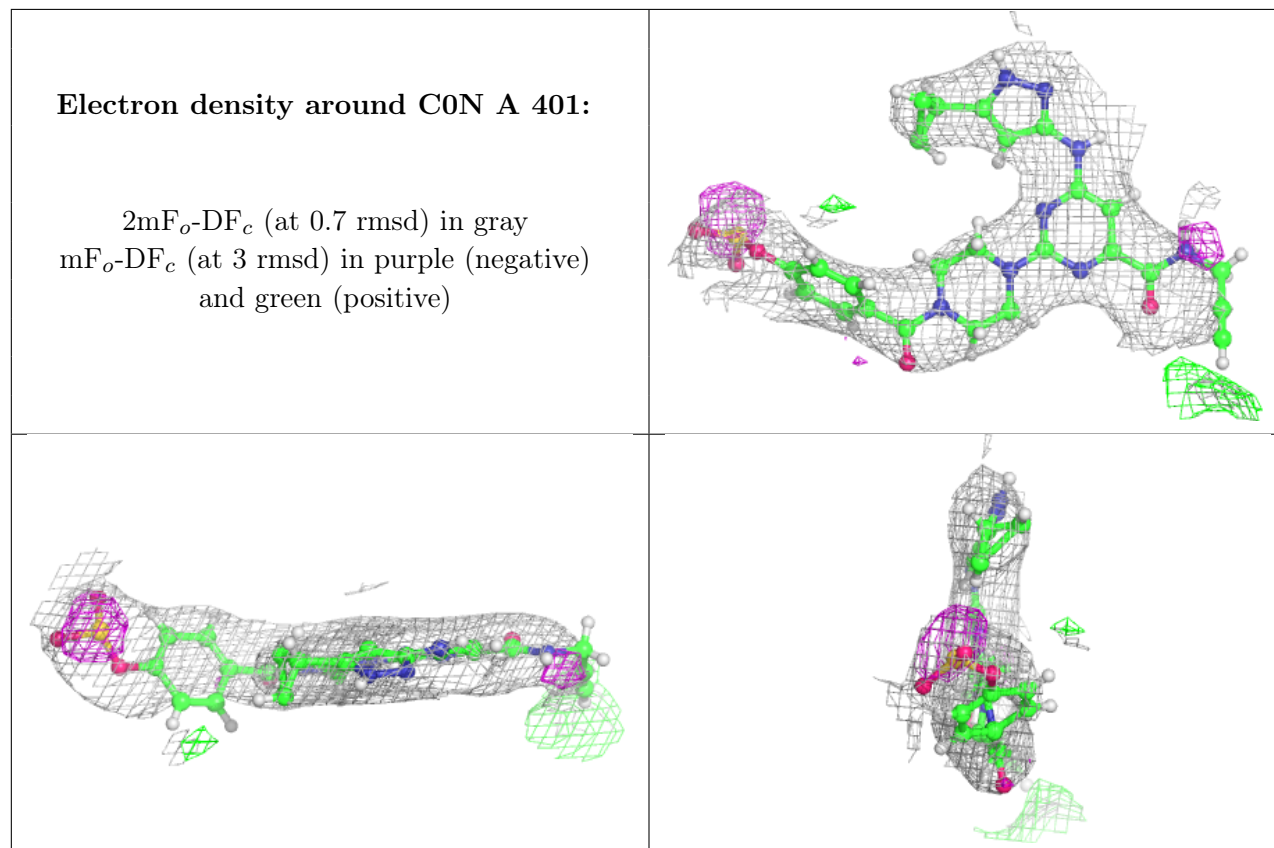 Electron density around C0N A 401:
2mFo-DFc (at 0.7 rmsd) in gray
mFo-DFc (at 3 rmsd) in purple (negative)
and green (positive)